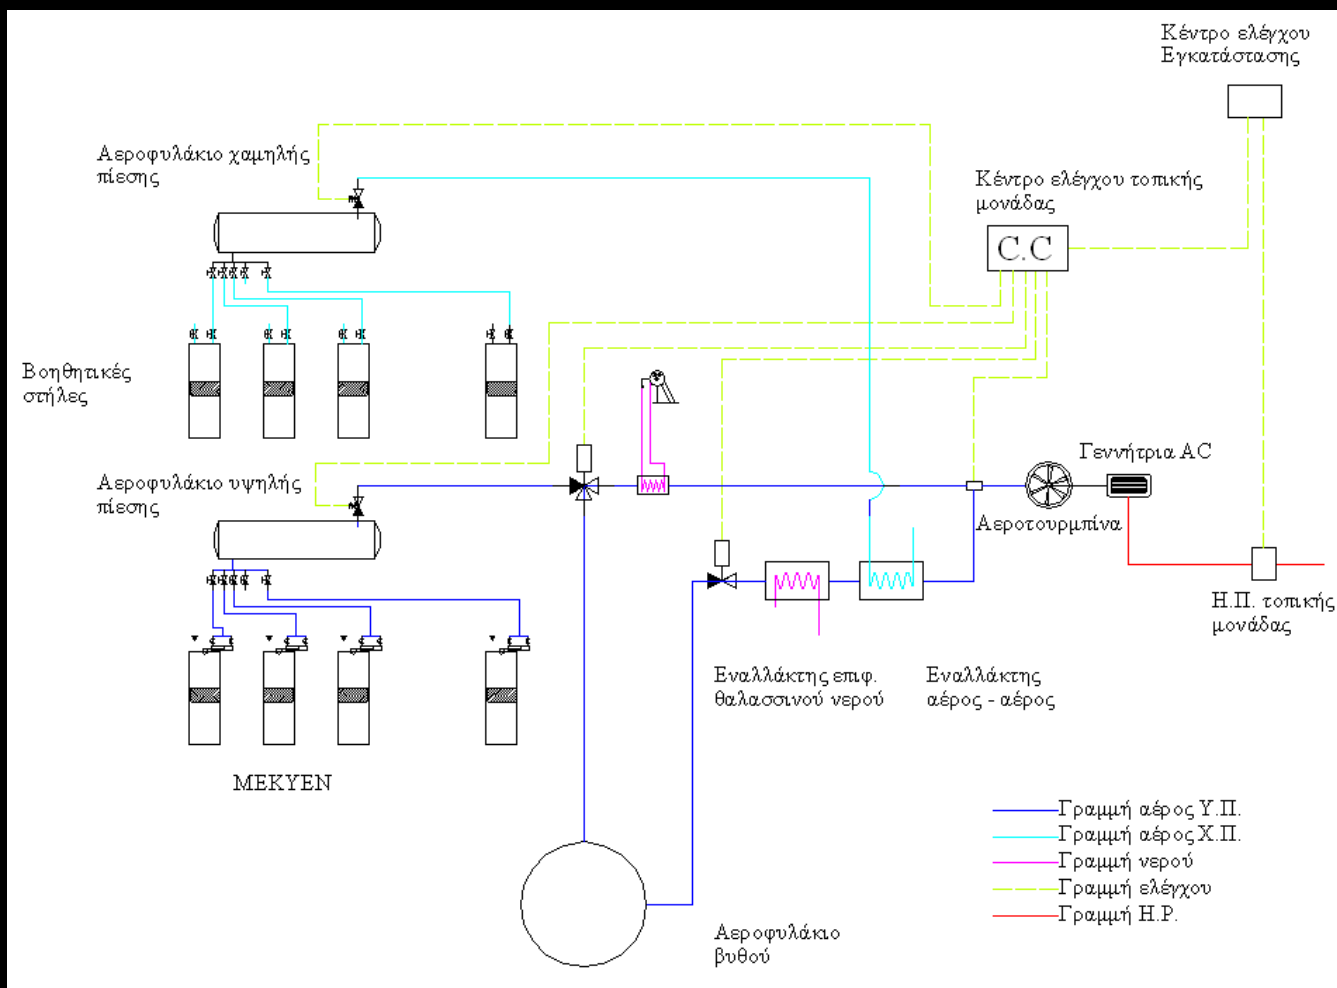 Κέντρο ελέγχου
Εγκατάστασης
Αεροφυλάκιο χαμηλής
πίεσης
Κέντρο ελέγχου τοπικής
μονάδας
C.C
Βοηθητικές
στήλες
Γεννήτρια AC
Αεροφυλάκιο υψηλής
πίεσης
Αεροτουρμπίνα
Η.Π. τοπικής
μονάδας
Εναλλάκτης επιφ.
θαλασσινού νερού
Εναλλάκτης
αέρος - αέρος
ΜΕΚΥΕΝ
Γραμμή αέρος Υ.Π.
Γραμμή αέρος Χ.Π.
Γραμμή νερού
Γραμμή ελέγχου
Γραμμή Η.Ρ.
Αεροφυλάκιο
βυθού